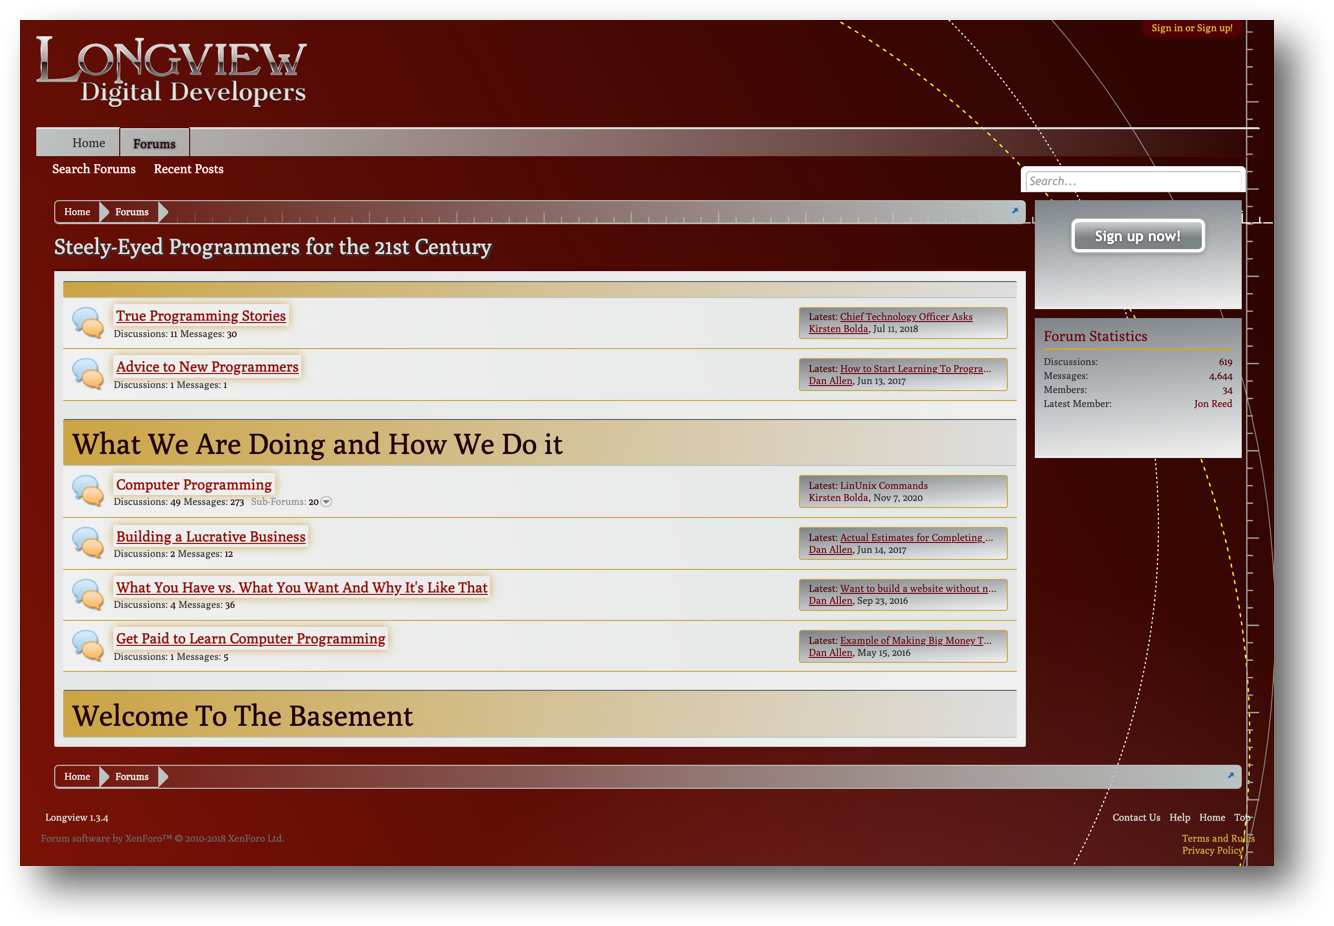 LONGVIEW
Digital Developers
Sign in or Sign up!
Home
Forums
Search Forums
Recent Posts
Search...
Home
Forums
Sign up now!
Steely-Eyed Programmers for the 21st Century
True Programming Stories
Discussions: 11 Messages: 30
Latest: Chief Technology Officer Asks
Kirsten Bolda, Jul 11, 2018
Advice to New Programmers
Discussions: 1 Messages: 1
Latest: How to Start Learning To Progra...
Dan Allen, Jun 13, 2017
What We Are Doing and How We Do it
Computer Programming
Discussions: 49 Messages: 273 Sub-Forums: 20
Latest: LinUnix Commands
Kirsten Bolda, Nov 7, 2020
Building a Lucrative Business
Discussions: 2 Messages: 12
Latest: Actual Estimates for Completing ...
Dan Allen, Jun 14, 2017
What You Have vs. What You Want And Why It's Like That
Discussions: 4 Messages: 36
Latest: Want to build a website without n...
Dan Allen, Sep 23, 2016
Get Paid to Learn Computer Programming
Discussions: 1 Messages: 5
Latest: Example of Making Big Money T...
Dan Allen, May 15, 2016
Welcome To The Basement
Forum Statistics
Discussions: 619
Messages: 4,644
Members: 34
Latest Member: Jon Reed
Home
Forums
Longview 1.3.4
Contact Us Help Home Top
Forum software by XenForo™ © 2010-2018 XenForo Ltd.
Terms and Rules
Privacy Policy